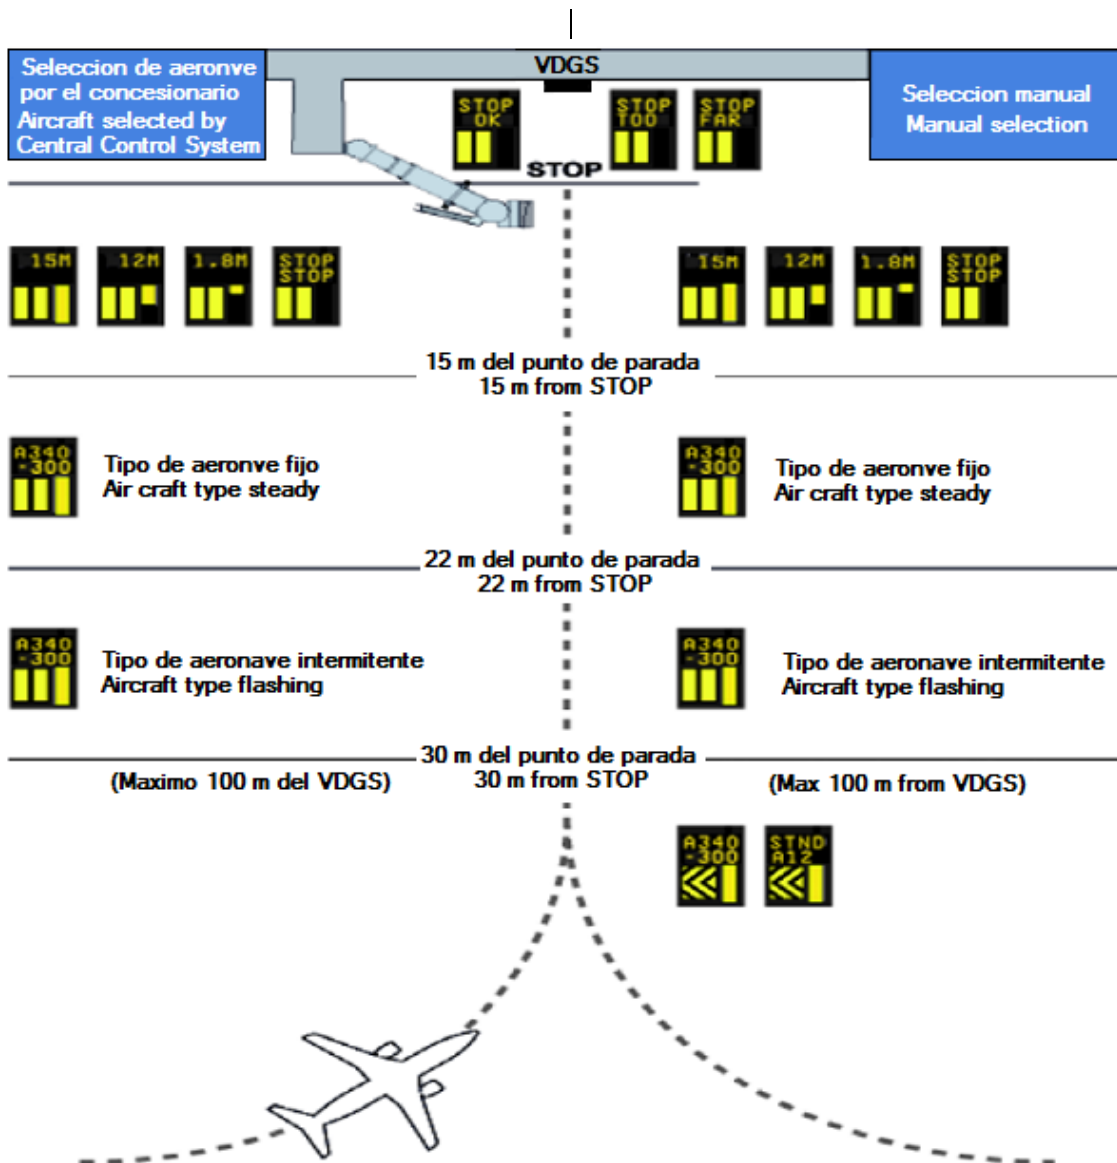 Seleccion de aeronve
por el concesionario
Aircraft selected by
Central Control System
VDGS
Seleccion manual
Manual selection
STOP
OK
STOP
TOO
STOP
FAR
STOP
15M
12M
1.8M
STOP
STOP
15M
12M
1.8M
STOP
STOP
15 m del punto de parada
15 m from STOP
A340
-300
Tipo de aeronve fijo
Air craft type steady
A340
-300
Tipo de aeronve fijo
Air craft type steady
22 m del punto de parada
22 m from STOP
A340
-300
Tipo de aeronave intermitente
Aircraft type flashing
A340
-300
Tipo de aeronave intermitente
Aircraft type flashing
30 m del punto de parada
30 m from STOP
(Maximo 100 m del VDGS)
(Max 100 m from VDGS)
A340
-300
STND
A12